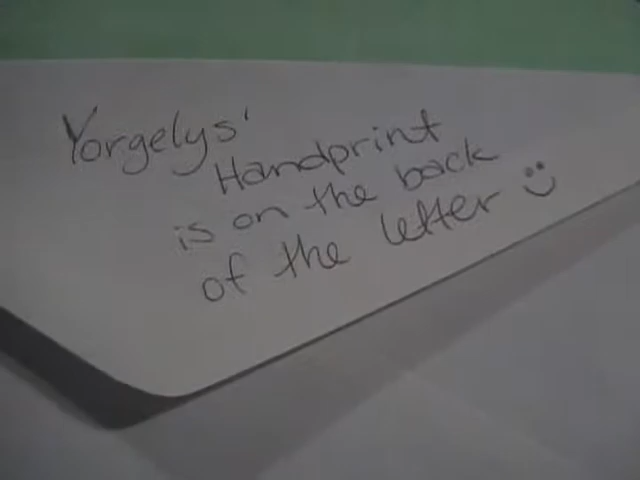 Yorgelys'
Handprint
is on the back
of the letter